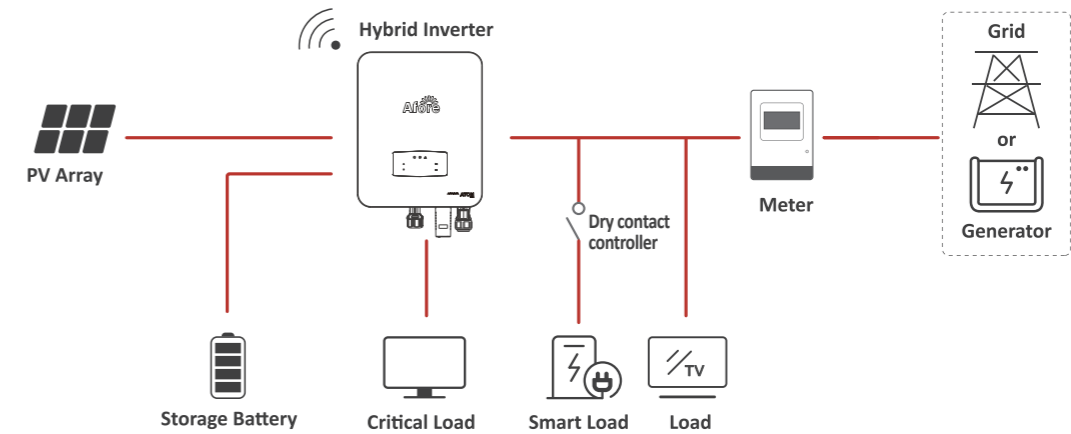 Hybrid Inverter
Afore
PV Array
Grid
or
Generator
Meter
Dry contact
controller
TV
Storage Battery
Critical Load
Smart Load
Load